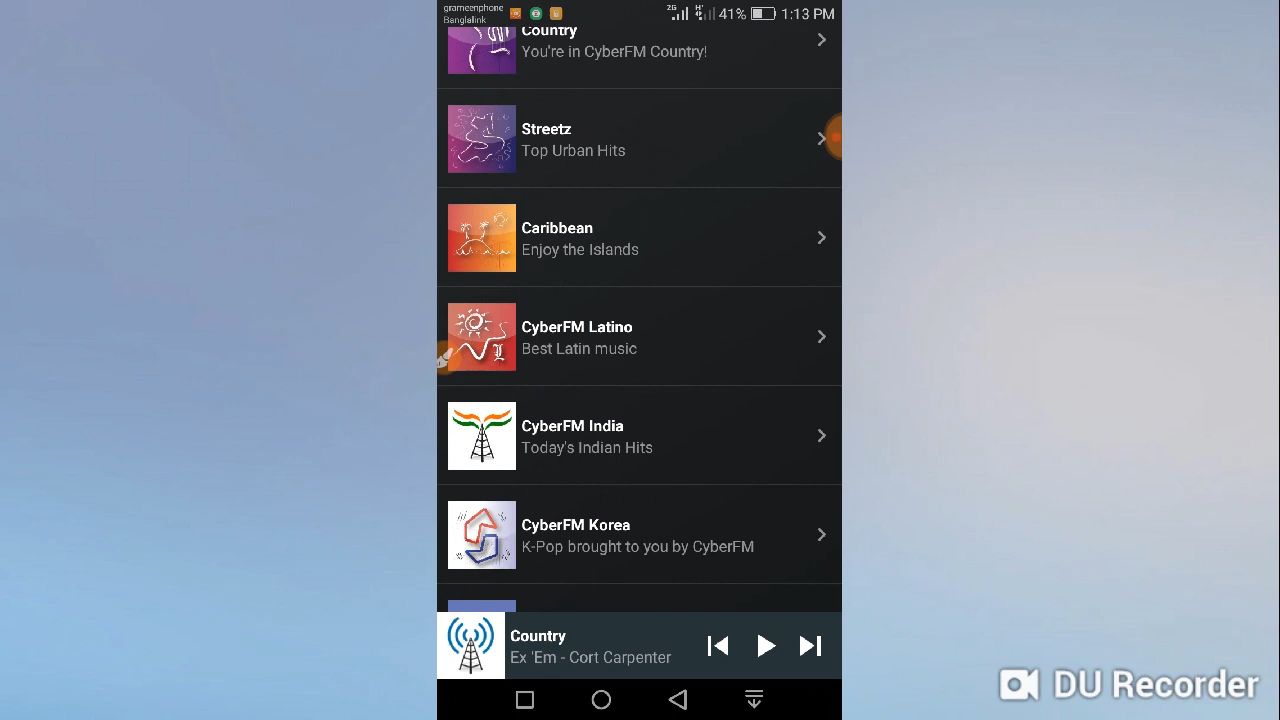 grameenphone
Banglalink
2G
41%
1:13 PM
Country
You're in CyberFM Country!
Streetz
Top Urban Hits
Caribbean
Enjoy the Islands
CyberFM Latino
Best Latin music
CyberFM India
Today's Indian Hits
CyberFM Korea
K-Pop brought to you by CyberFM
Country
Ex 'Em - Cort Carpenter
DU Recorder